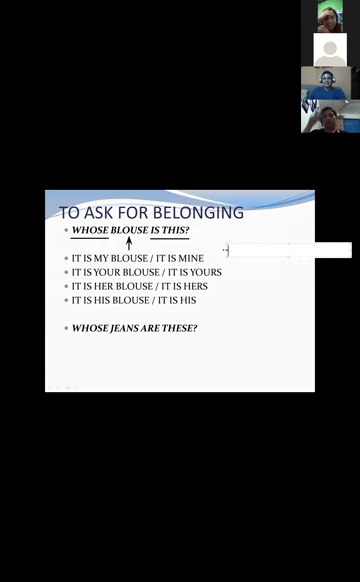 TO ASK FOR BELONGING
WHOSE BLOUSE IS THIS?
IT IS MY BLOUSE / IT IS MINE
IT IS YOUR BLOUSE / IT IS YOURS
IT IS HER BLOUSE / IT IS HERS
IT IS HIS BLOUSE / IT IS HIS
WHOSE JEANS ARE THESE?